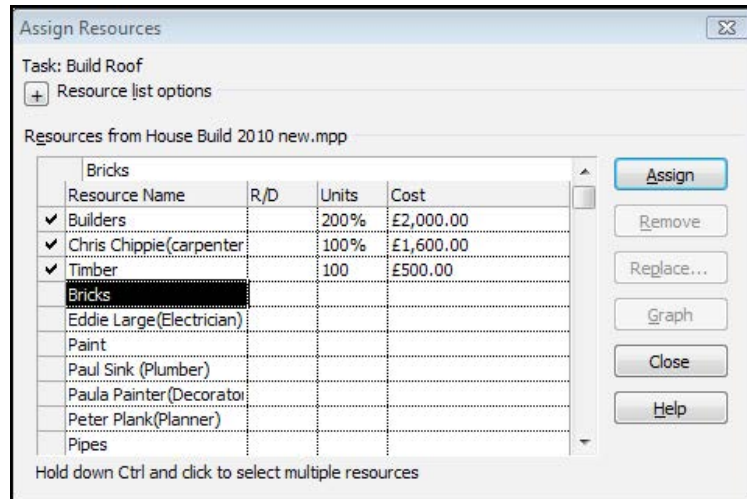 Assign Resources
Task: Build Roof
+ Resource list options
Resources from House Build 2010 new.mpp
Bricks
Resource Name R/D Units Cost
Builders 200% £2,000.00
Chris Chippie(carpenter 100% £1,600.00
Timber 100 £500.00
Bricks
Eddie Large(Electrician)
Paint
Paul Sink (Plumber)
Paula Painter(Decorator
Peter Plank(Planner)
Pipes
Assign
Remove
Replace...
Graph
Close
Help
Hold down Ctrl and click to select multiple resources